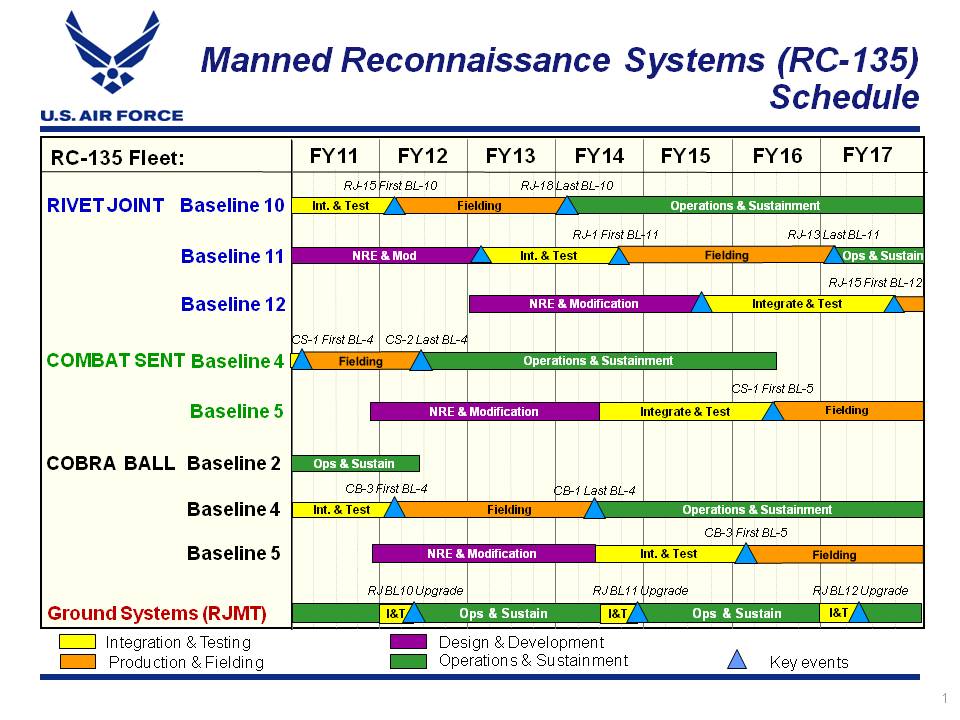 Manned Reconnaissance Systems (RC-135)
Schedule
U.S. AIR FORCE
RC-135 Fleet: FY11 FY12 FY13 FY14 FY15 FY16 FY17
RJ-15 First BL-10 RJ-18 Last BL-10
RIVET JOINT Baseline 10 Int. & Test Fielding Operations & Sustainment
RJ-1 First BL-11 RJ-13 Last BL-11
Baseline 11 NRE & Mod Int. & Test Fielding Ops & Sustain
RJ-15 First BL-12
Baseline 12 NRE & Modification Integrate & Test
CS-1 First BL-4 CS-2 Last BL-4
COMBAT SENT Baseline 4 Fielding Operations & Sustainment
CS-1 First BL-5
Baseline 5 NRE & Modification Integrate & Test Fielding
COBRA BALL Baseline 2 Ops & Sustain
CB-3 First BL-4 CB-1 Last BL-4
Baseline 4 Int. & Test Fielding Operations & Sustainment
CB-3 First BL-5
Baseline 5 NRE & Modification Int. & Test Fielding
RJ BL10 Upgrade RJ BL11 Upgrade RJ BL12 Upgrade
Ground Systems (RJMT) I&T Ops & Sustain I&T Ops & Sustain I&T
Integration & Testing Design & Development
Production & Fielding Operations & Sustainment Key events
1